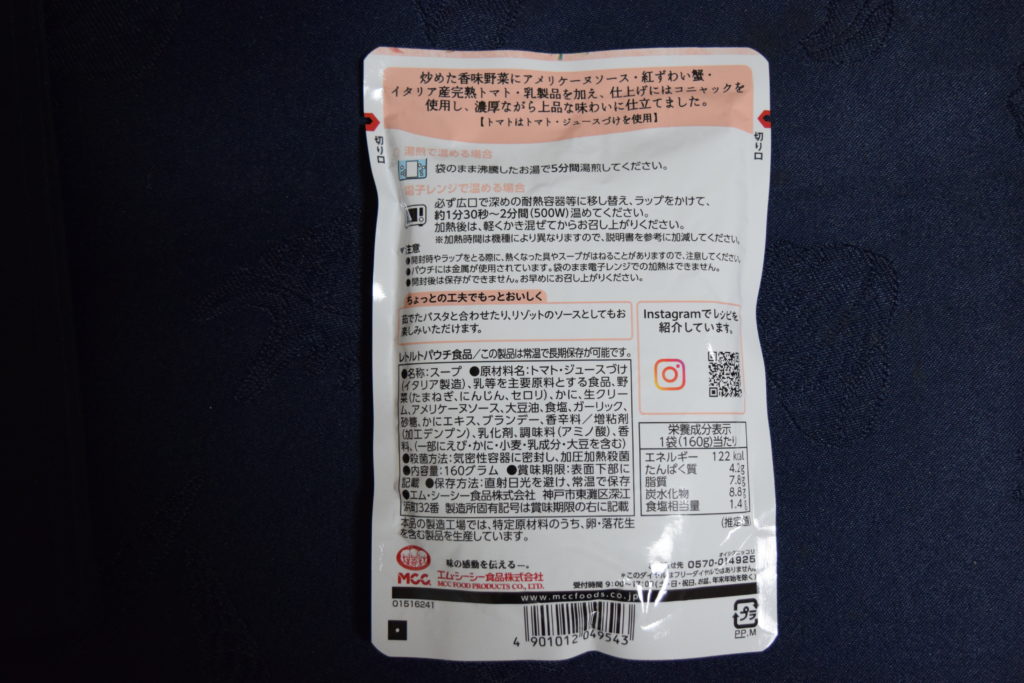 炒めた香味野菜にアメリケーヌソース・紅ずわい蟹・
イタリア産完熟トマト・乳製品を加え、仕上げにはコニャックを
使用し、濃厚ながら上品な味わいに仕立てました。
【トマトはトマト・ジュースづけを使用】
切り口
切り口
湯煎で温める場合
袋のまま沸騰したお湯で5分間湯煎してください。
電子レンジで温める場合
必ず広口で深めの耐熱容器等に移し替え、ラップをかけて、
約1分30秒~2分間(500W)温めてください。
加熱後は、軽くかき混ぜてからお召し上がりください。
※加熱時間は機種により異なりますので、説明書を参考に加減してください。
▼注意
●開封時やラップをとる際に、熱くなった具やスープがはねることがありますので、注意してください。
●パウチには金属が使用されています。袋のまま電子レンジでの加熱はできません。
●開封後は保存ができません。お早めにお召し上がりください。
ちょっとの工夫でもっとおいしく
茹でたパスタと合わせたり、リゾットのソースとしてもお
楽しみいただけます。
Instagramでレシピを
紹介しています。
レトルトパウチ食品/この製品は常温で長期保存が可能です。
●名称:スープ ●原材料名:トマト・ジュースづけ
(イタリア製造)、乳等を主要原料とする食品、野
菜(たまねぎ、にんじん、セロリ)、かに、生クリー
ム、アメリケーヌソース、大豆油、食塩、ガーリック、
砂糖、かにエキス、ブランデー、香辛料/増粘剤
(加工デンプン)、乳化剤、調味料(アミノ酸)、香
料、(一部にえび・かに・小麦・乳成分・大豆を含む)
●殺菌方法:気密性容器に密封し、加圧加熱殺菌
●内容量:160グラム ●賞味期限:表面下部に
記載 ●保存方法:直射日光を避け、常温で保存
●エム・シーシー食品株式会社 神戸市東灘区深江
浜町32番 製造所固有記号は賞味期限の右に記載
本品の製造工場では、特定原材料のうち、卵・落花生
を含む製品を生産しています。
栄養成分表示
1袋(160g)当たり
エネルギー 122 kcal
たんぱく質 4.2g
脂質 7.8g
炭水化物 8.8g
食塩相当量 1.4g
(推定値)
MCC
味の感動を伝える―。
エム・シーシー食品株式会社
MCC FOOD PRODUCTS CO., LTD.
0570-014925
※このダイヤルはフリーダイヤルではありません。
受付時間 9:00~
www.mccfoods.co.jp
01516241
4 901012 049543
プラ
PP,M